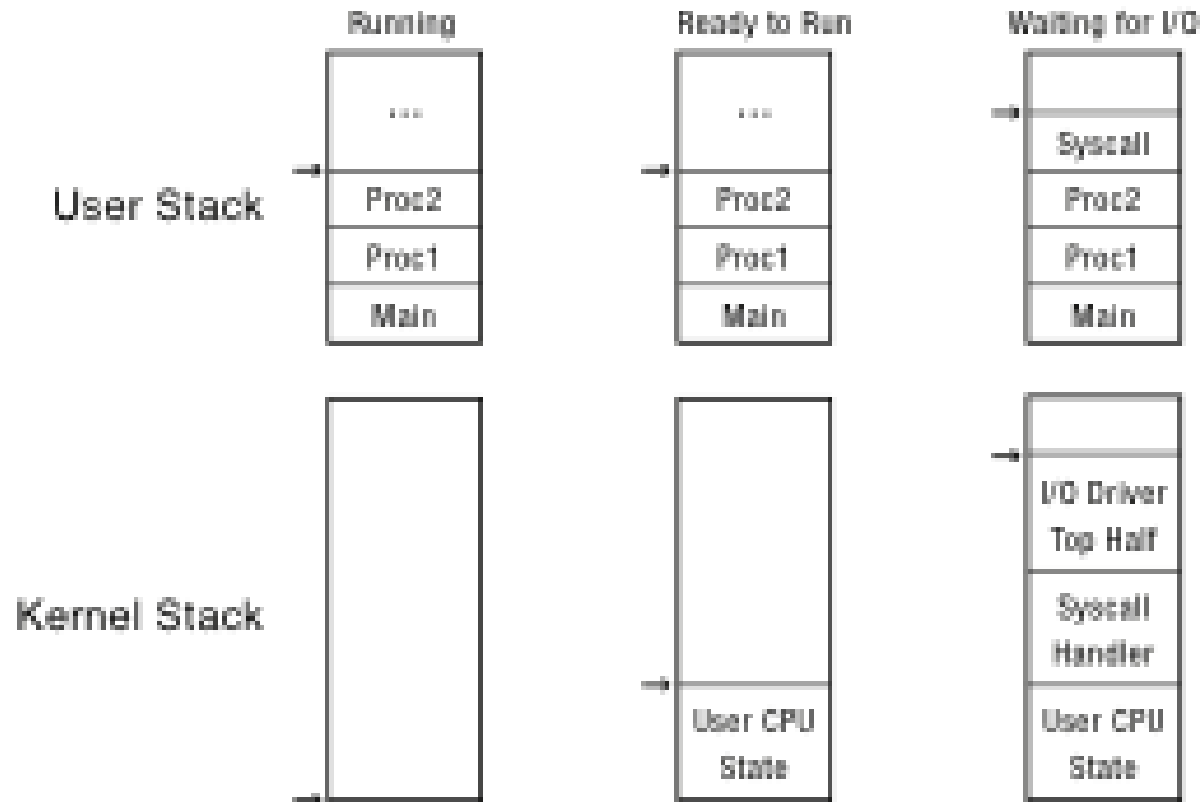 Running
Ready to Run
Waiting for I/O
User Stack
...
Proc2
Proc1
Main
...
Proc2
Proc1
Main
Syscall
Proc2
Proc1
Main
Kernel Stack
User CPU
State
I/O Driver
Top Half
Syscall
Handler
User CPU
State